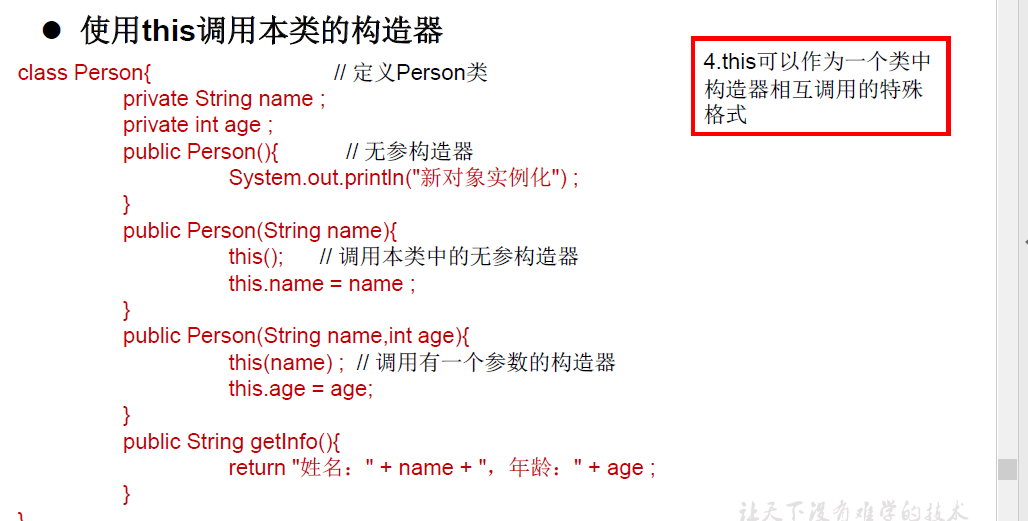 ● 使用this调用本类的构造器
class Person{ // 定义Person类
private String name ;
private int age ;
public Person(){ // 无参构造器
System.out.println("新对象实例化") ;
}
public Person(String name){
this(); // 调用本类中的无参构造器
this.name = name ;
}
public Person(String name,int age){
this(name) ; // 调用有一个参数的构造器
this.age = age;
}
public String getInfo(){
return "姓名：" + name + "，年龄：" + age ;
}
}
4.this可以作为一个类中
构造器相互调用的特殊
格式
让天下没有难学的技术